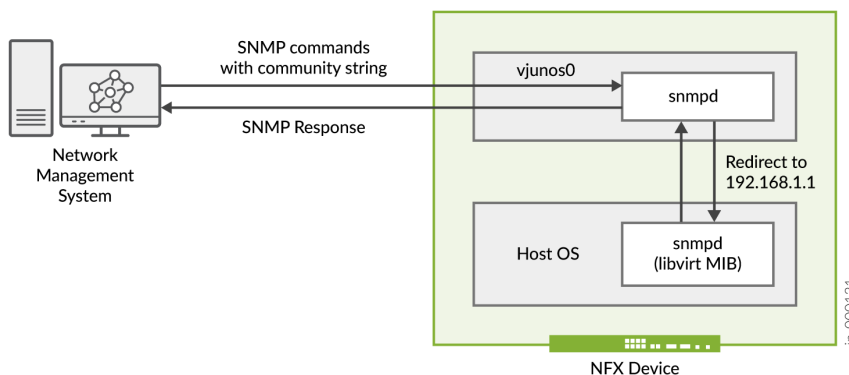 SNMP commands
with community string
SNMP Response
Network
Management
System
vjunos0
snmpd
Redirect to
192.168.1.1
Host OS
snmpd
(libvirt MIB)
NFX Device